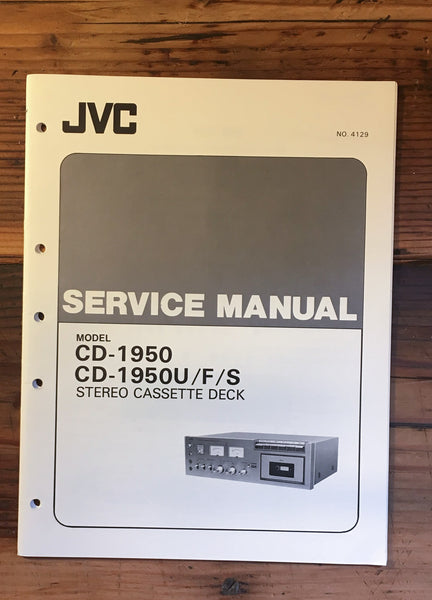 JVC
NO. 4129
SERVICE MANUAL
MODEL
CD-1950
CD-1950U/F/S
STEREO CASSETTE DECK